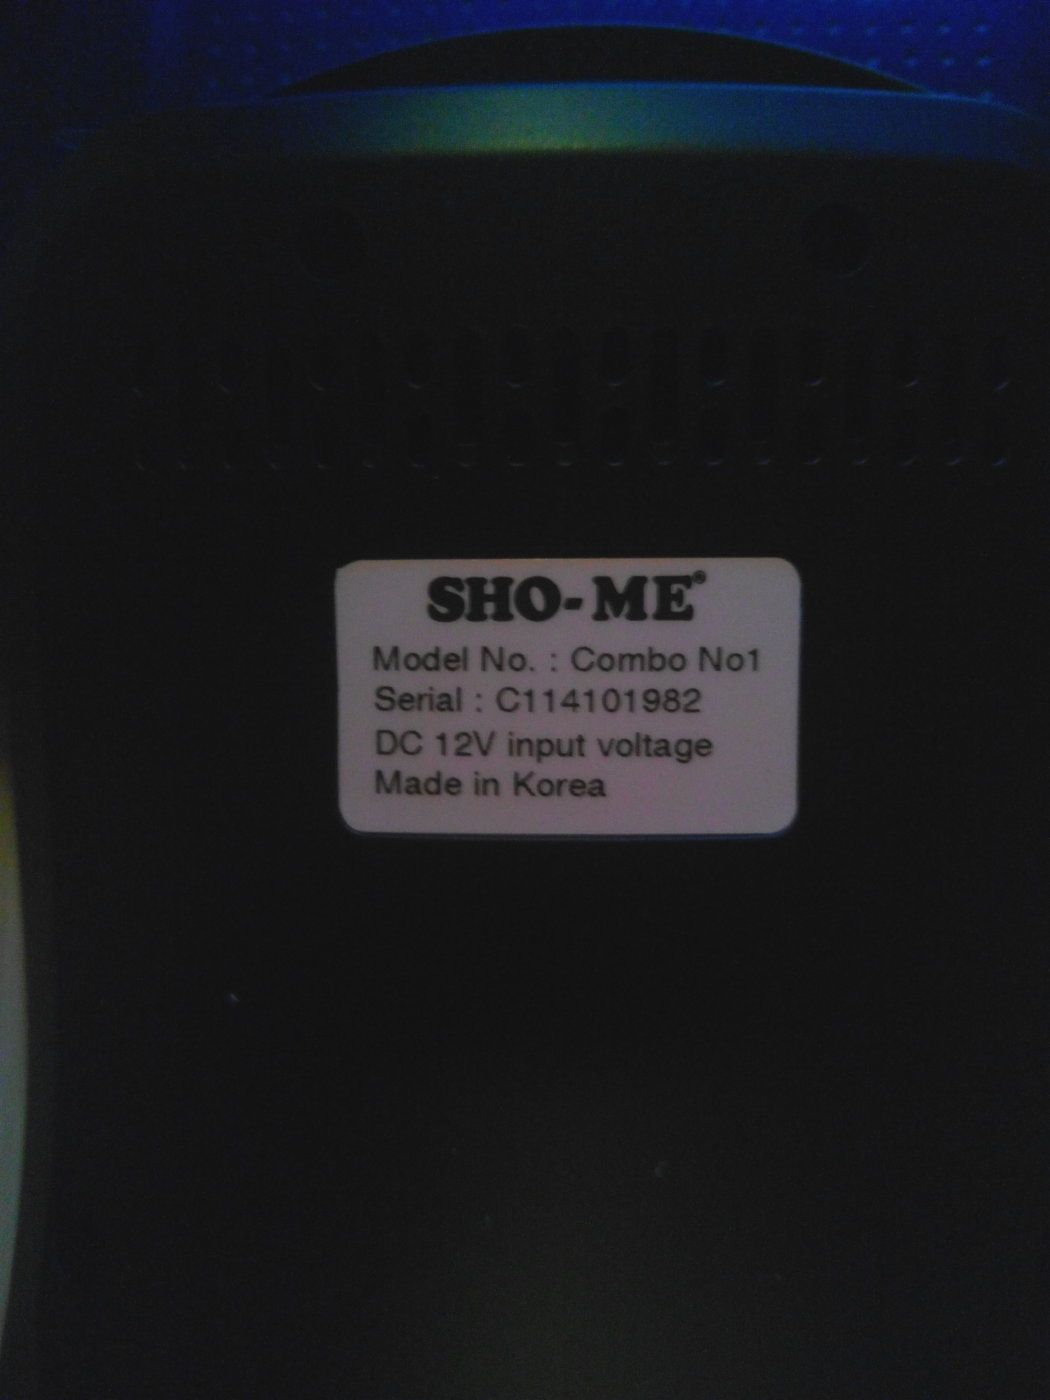 SHO-ME®
Model No. : Combo No1
Serial : C114101982
DC 12V input voltage
Made in Korea